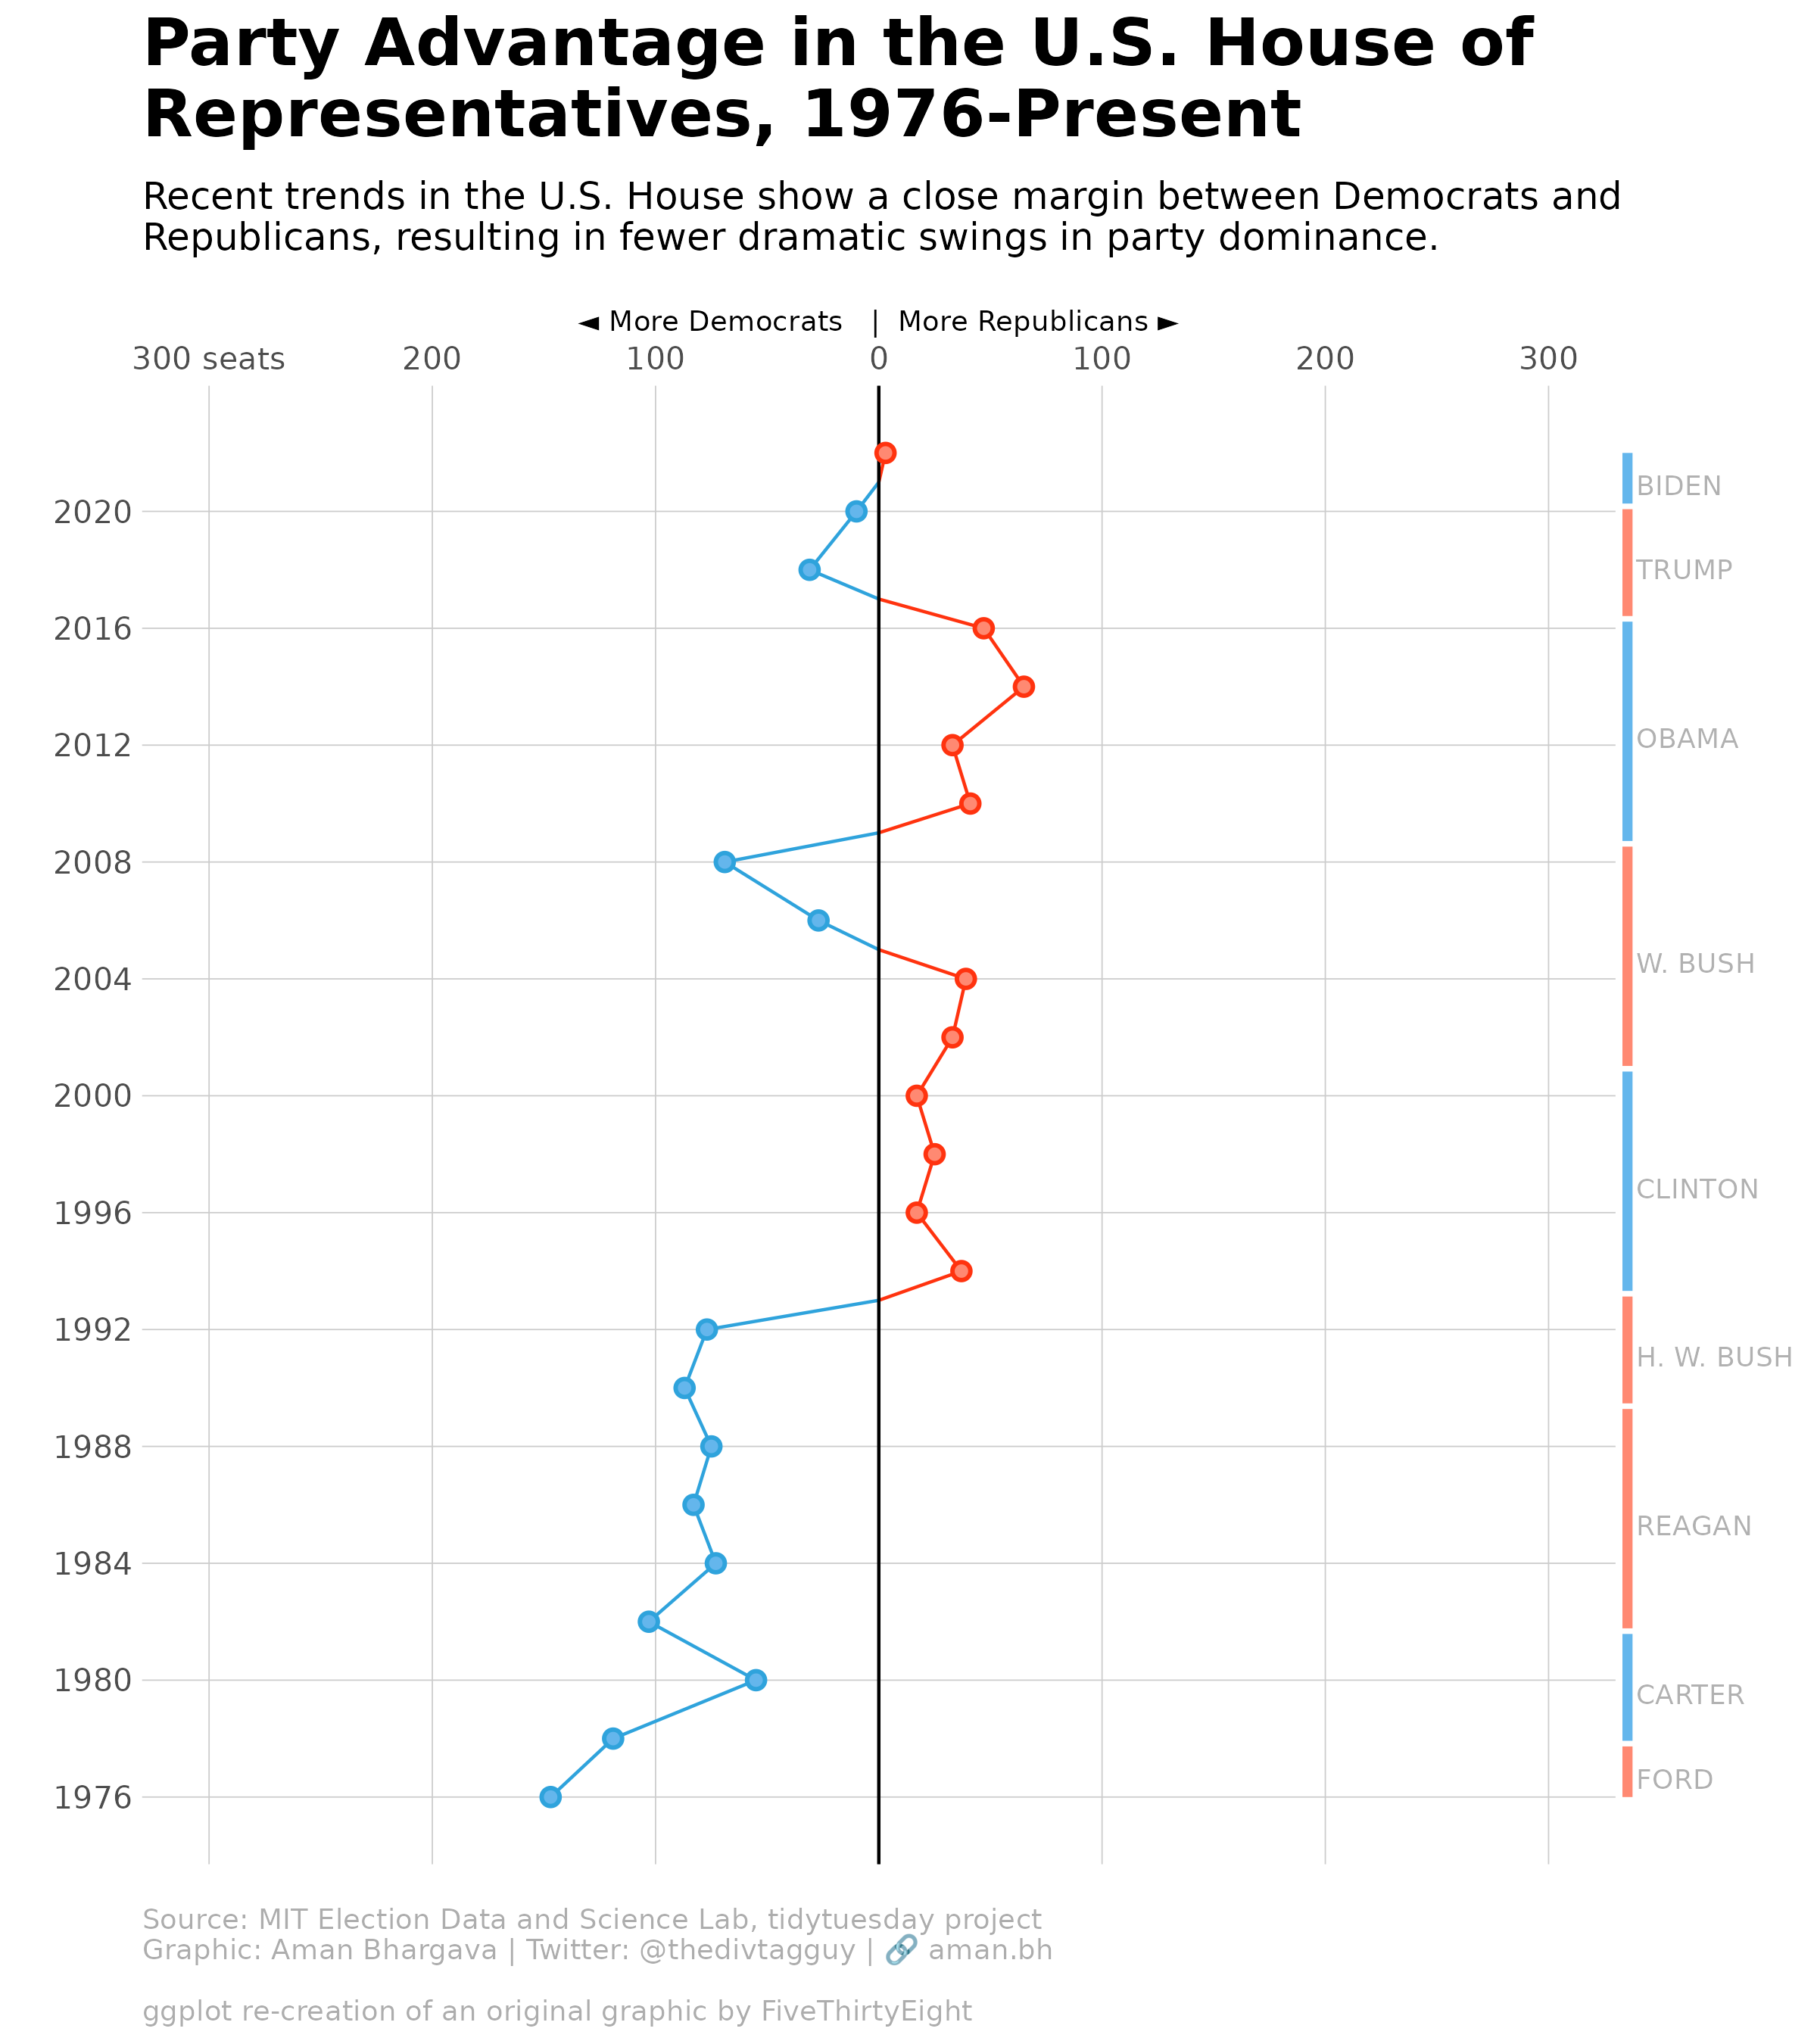 Party Advantage in the U.S. House of
Representatives, 1976-Present
Recent trends in the U.S. House show a close margin between Democrats and
Republicans, resulting in fewer dramatic swings in party dominance.
◄ More Democrats | More Republicans ►
300 seats 200 100 0 100 200 300
BIDEN
2020
TRUMP
2016
OBAMA
2012
2008
W. BUSH
2004
2000
CLINTON
1996
1992
H. W. BUSH
1988
REAGAN
1984
1980
CARTER
FORD
1976
Source: MIT Election Data and Science Lab, tidytuesday project
Graphic: Aman Bhargava | Twitter: @thedivtagguy | 🔗 aman.bh
ggplot re-creation of an original graphic by FiveThirtyEight